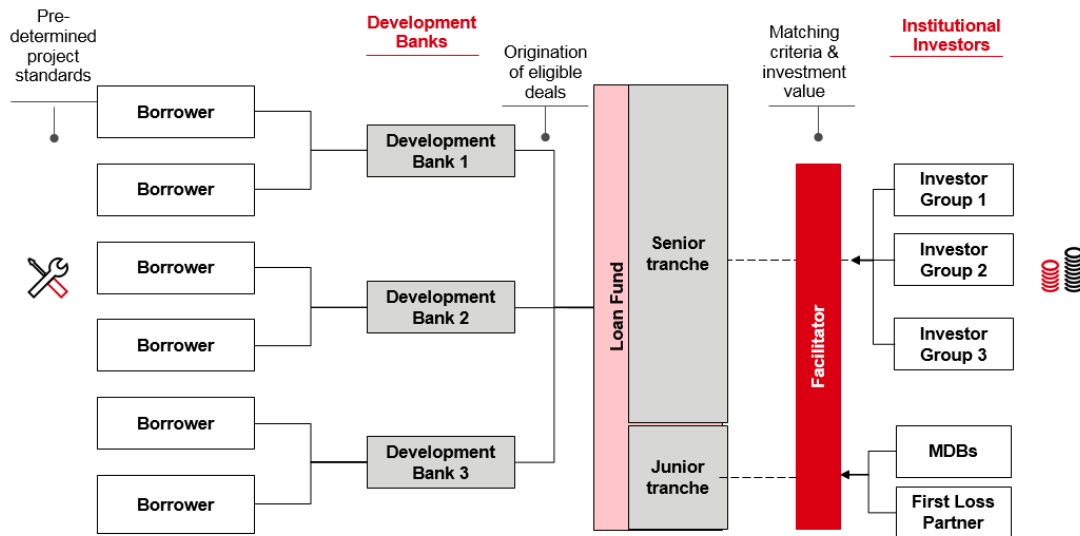 Pre-
determined
project
standards
Development
Banks
Origination
of eligible
deals
Matching
criteria &
investment
value
Institutional
Investors
Borrower
Borrower
Borrower
Borrower
Borrower
Borrower
Development
Bank 1
Development
Bank 2
Development
Bank 3
Loan Fund
Senior
tranche
Junior
tranche
Facilitator
Investor
Group 1
Investor
Group 2
Investor
Group 3
MDBs
First Loss
Partner